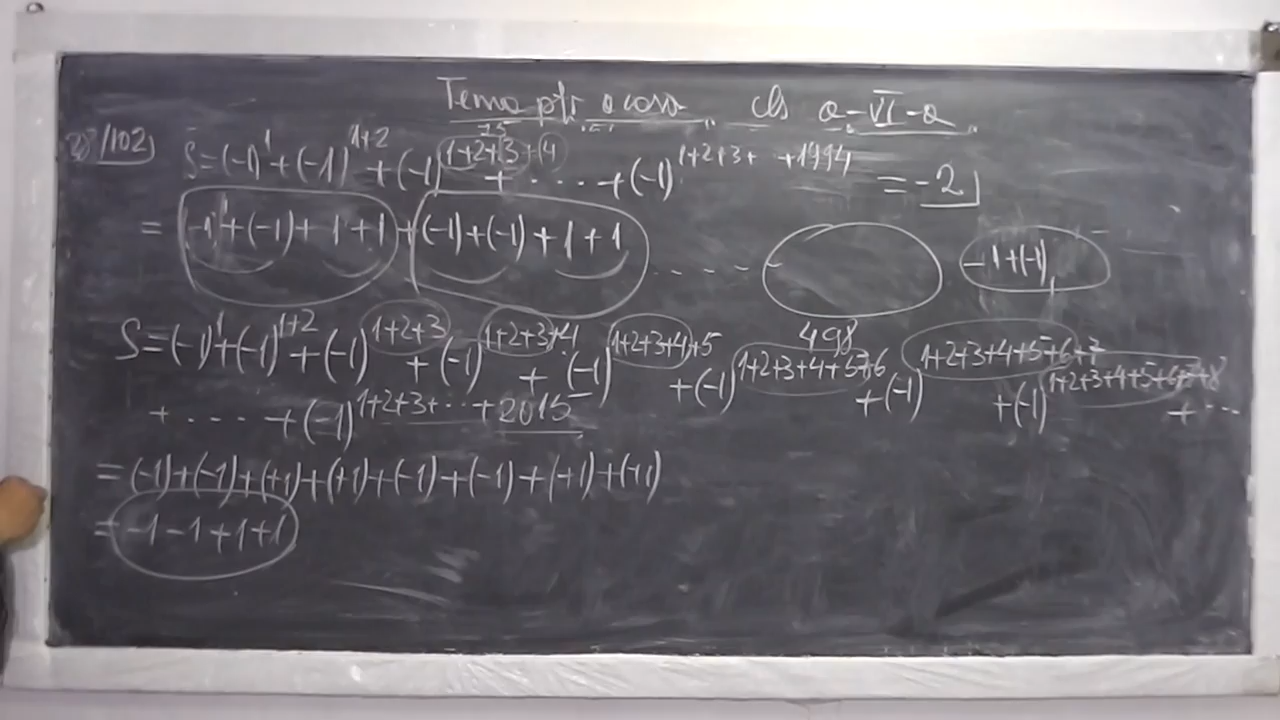 Tema ptr acasa cls a-VI-a
/102) S=(-1)^1+(-1)^{1+2}+(-1)^{1+2+3+4}+....+(-1)^{1+2+3+ +1994} = -2
= -1^1+(-1)+1+1+(-1)+(-1)+1+1 ..... -1+(-1)
S=(-1)^1+(-1)^{1+2}+(-1)^{1+2+3}+(-1)^{1+2+3+4}+(-1)^{1+2+3+4+5}+(-1)^{1+2+3+4+5+6}+(-1)^{1+2+3+4+5+6+7}+(-1)^{1+2+3+4+5+6+7+8}+...
498
+.....+(-1)^{1+2+3+...+2015}
=(-1)+(-1)+(+1)+(+1)+(-1)+(-1)+(+1)+(+1)
=-1-1+1+1